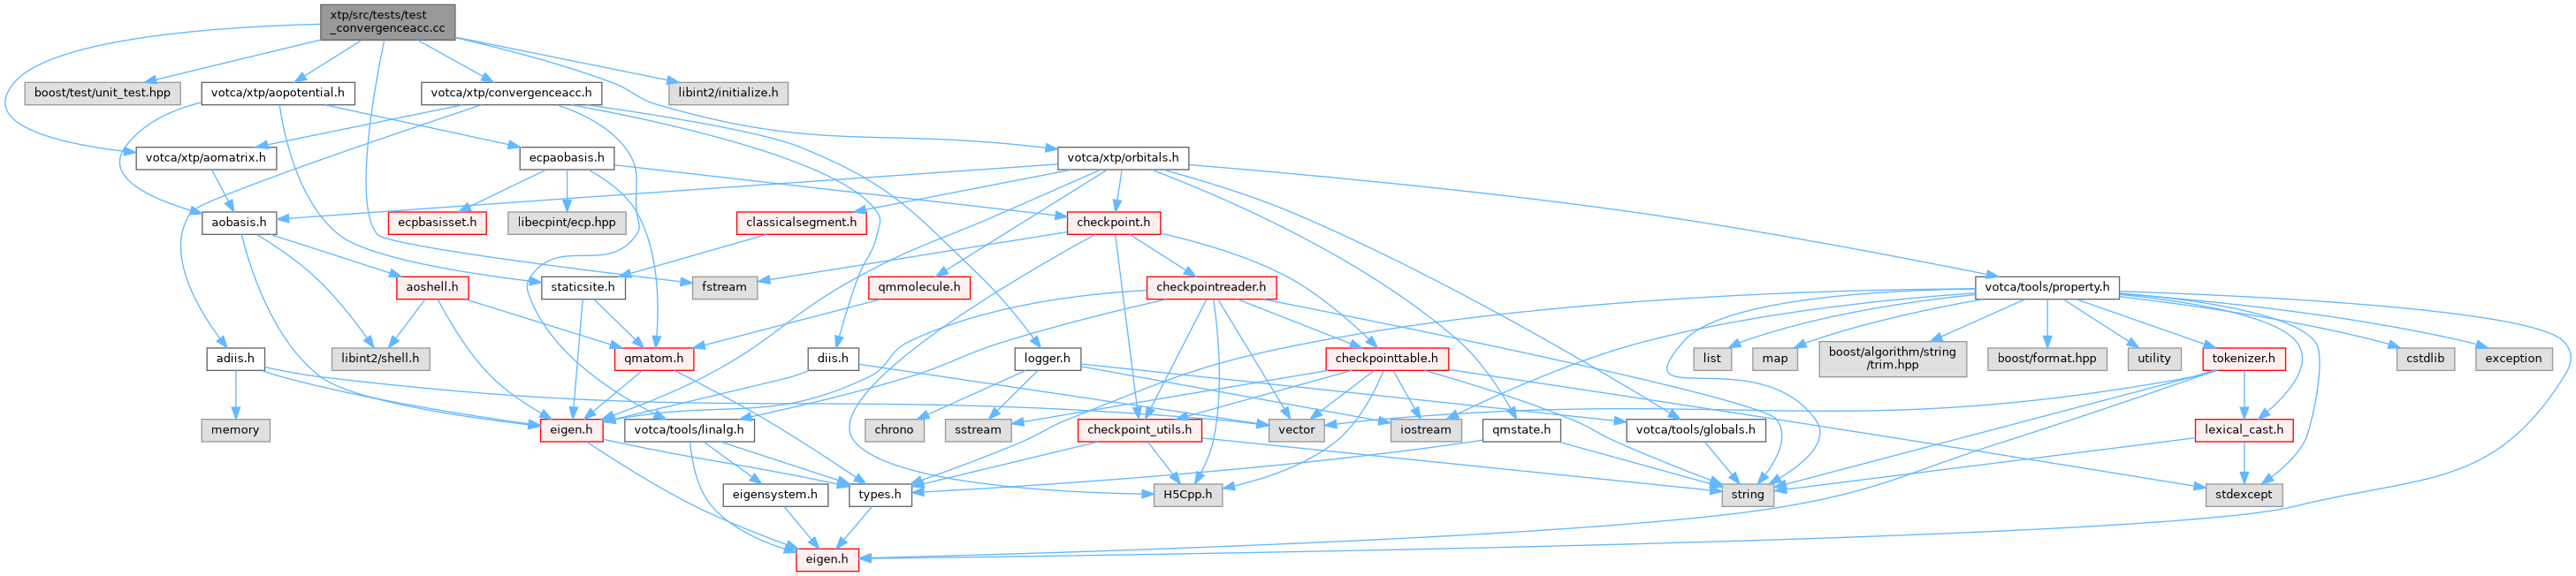 xtp/src/tests/test
_convergenceacc.cc
boost/test/unit_test.hpp
votca/xtp/aopotential.h
votca/xtp/convergenceacc.h
libint2/initialize.h
votca/xtp/aomatrix.h
ecpaobasis.h
votca/xtp/orbitals.h
aobasis.h
ecpbasisset.h
libecpint/ecp.hpp
classicalsegment.h
checkpoint.h
aoshell.h
staticsite.h
fstream
qmmolecule.h
checkpointreader.h
votca/tools/property.h
adiis.h
libint2/shell.h
qmatom.h
diis.h
logger.h
checkpointtable.h
list
map
boost/algorithm/string
/trim.hpp
boost/format.hpp
utility
tokenizer.h
cstdlib
exception
memory
eigen.h
votca/tools/linalg.h
chrono
sstream
checkpoint_utils.h
vector
iostream
qmstate.h
votca/tools/globals.h
lexical_cast.h
eigensystem.h
types.h
H5Cpp.h
string
stdexcept
eigen.h